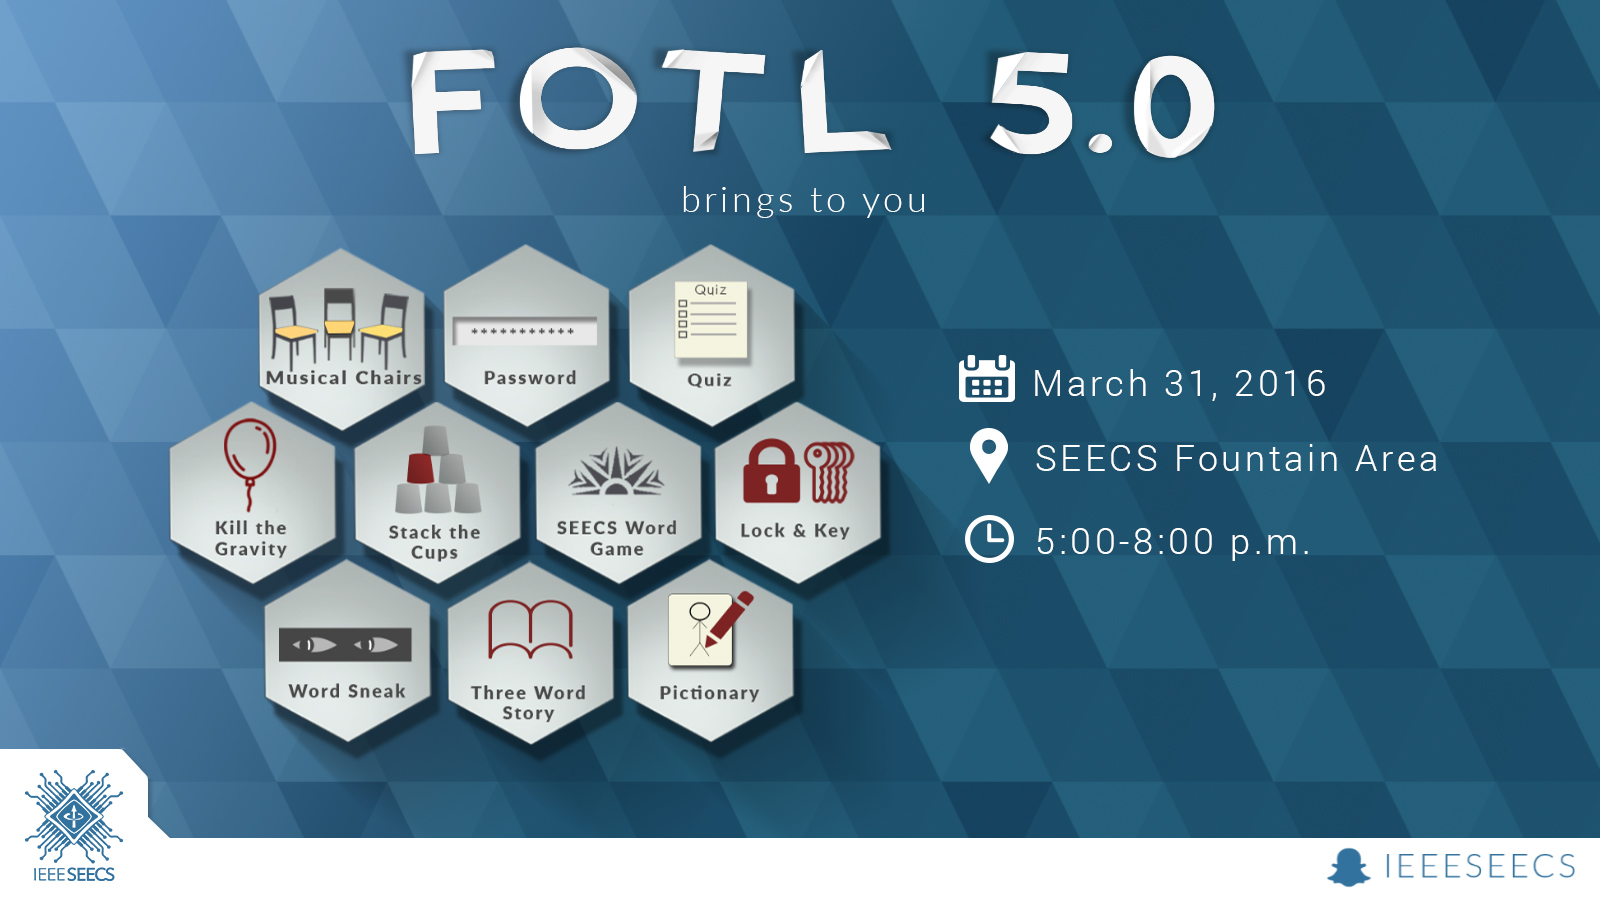 FOTL 5.0
brings to you
Musical Chairs
***********
Password
Quiz
Quiz
Kill the
Gravity
Stack the
Cups
SEECS Word
Game
Lock & Key
Word Sneak
Three Word
Story
Pictionary
March 31, 2016
SEECS Fountain Area
5:00-8:00 p.m.
IEEESEECS
IEEESEECS